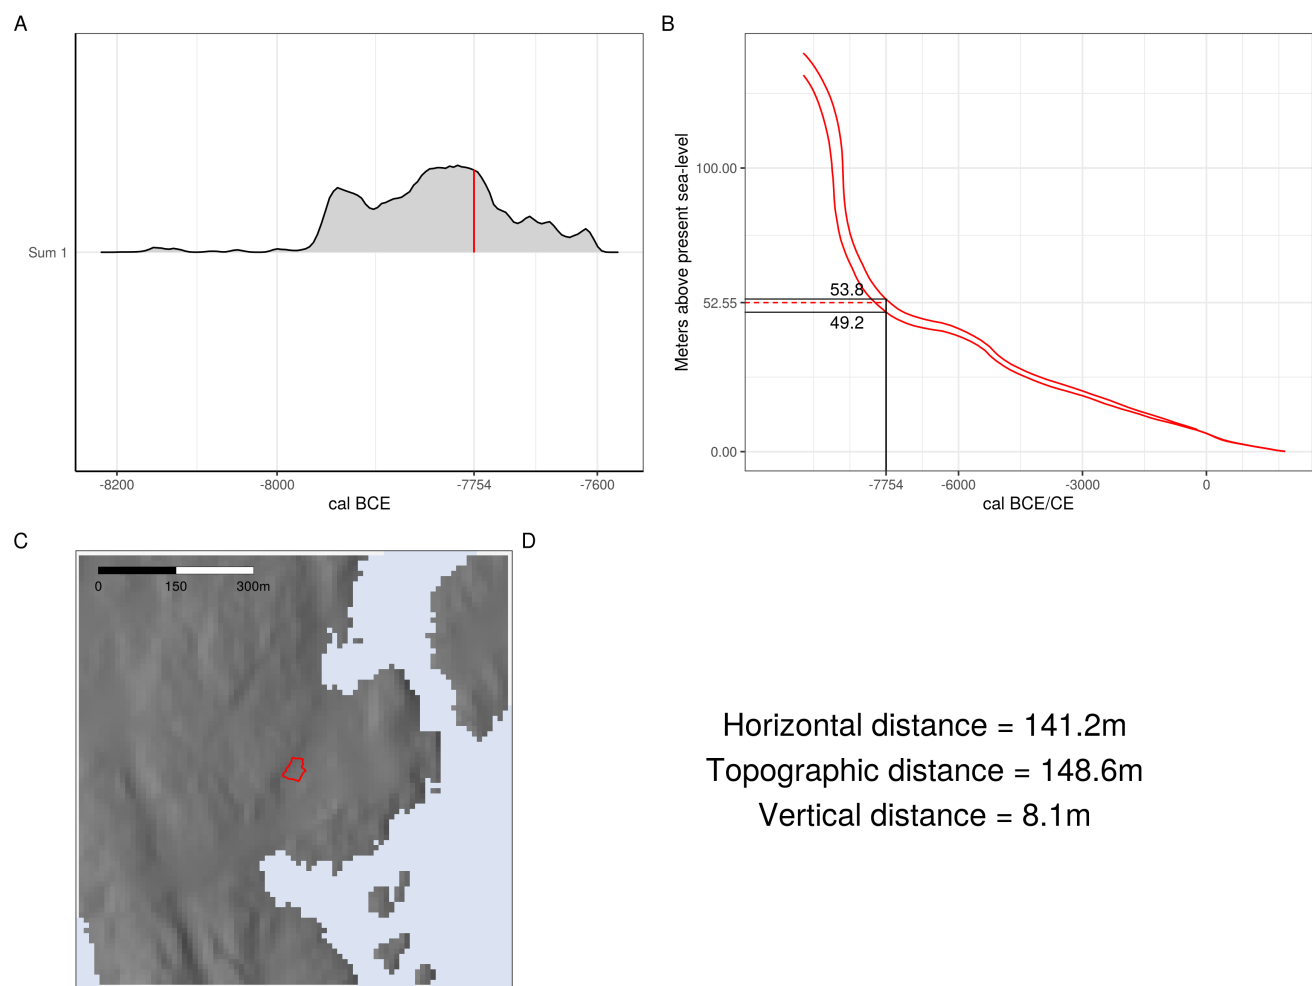 A
Sum 1
-8200 -8000 -7754 -7600
cal BCE
B
Meters above present sea-level
100.00
52.55
0.00
53.8
49.2
-7754 -6000 -3000 0
cal BCE/CE
C
0 150 300m
D
Horizontal distance = 141.2m
Topographic distance = 148.6m
Vertical distance = 8.1m